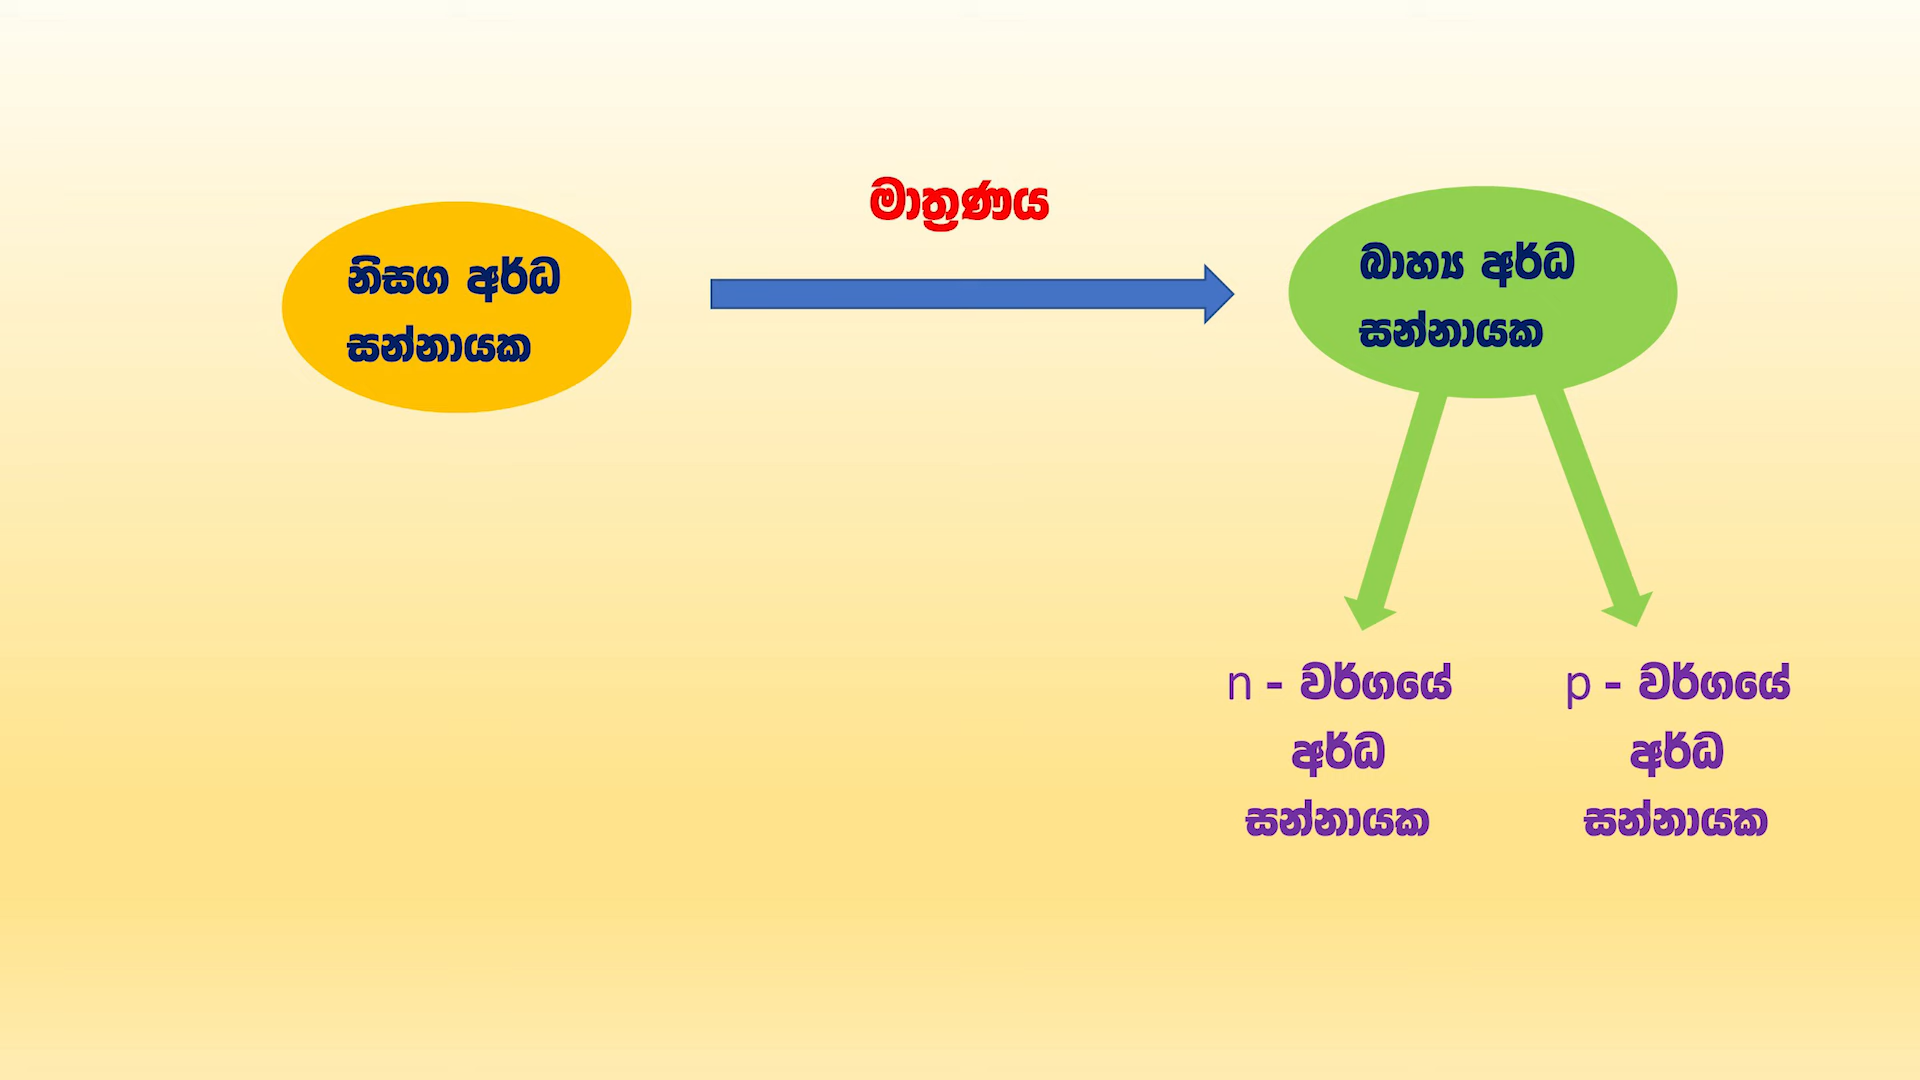 මාත්‍රණය
නිසග අර්ධ
සන්නායක
බාහ්‍ය අර්ධ
සන්නායක
n - වර්ගයේ
අර්ධ
සන්නායක
p - වර්ගයේ
අර්ධ
සන්නායක